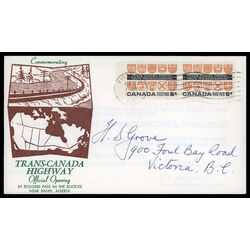 Commemorating
TRANS-CANADA
HIGHWAY
Official Opening
AT ROGERS PASS IN THE ROCKIES
NEAR BANFF, ALBERTA
CANADA 5¢
CANADA 5¢
H. S. Grove
900 Foul Bay Road
Victoria, B.C.